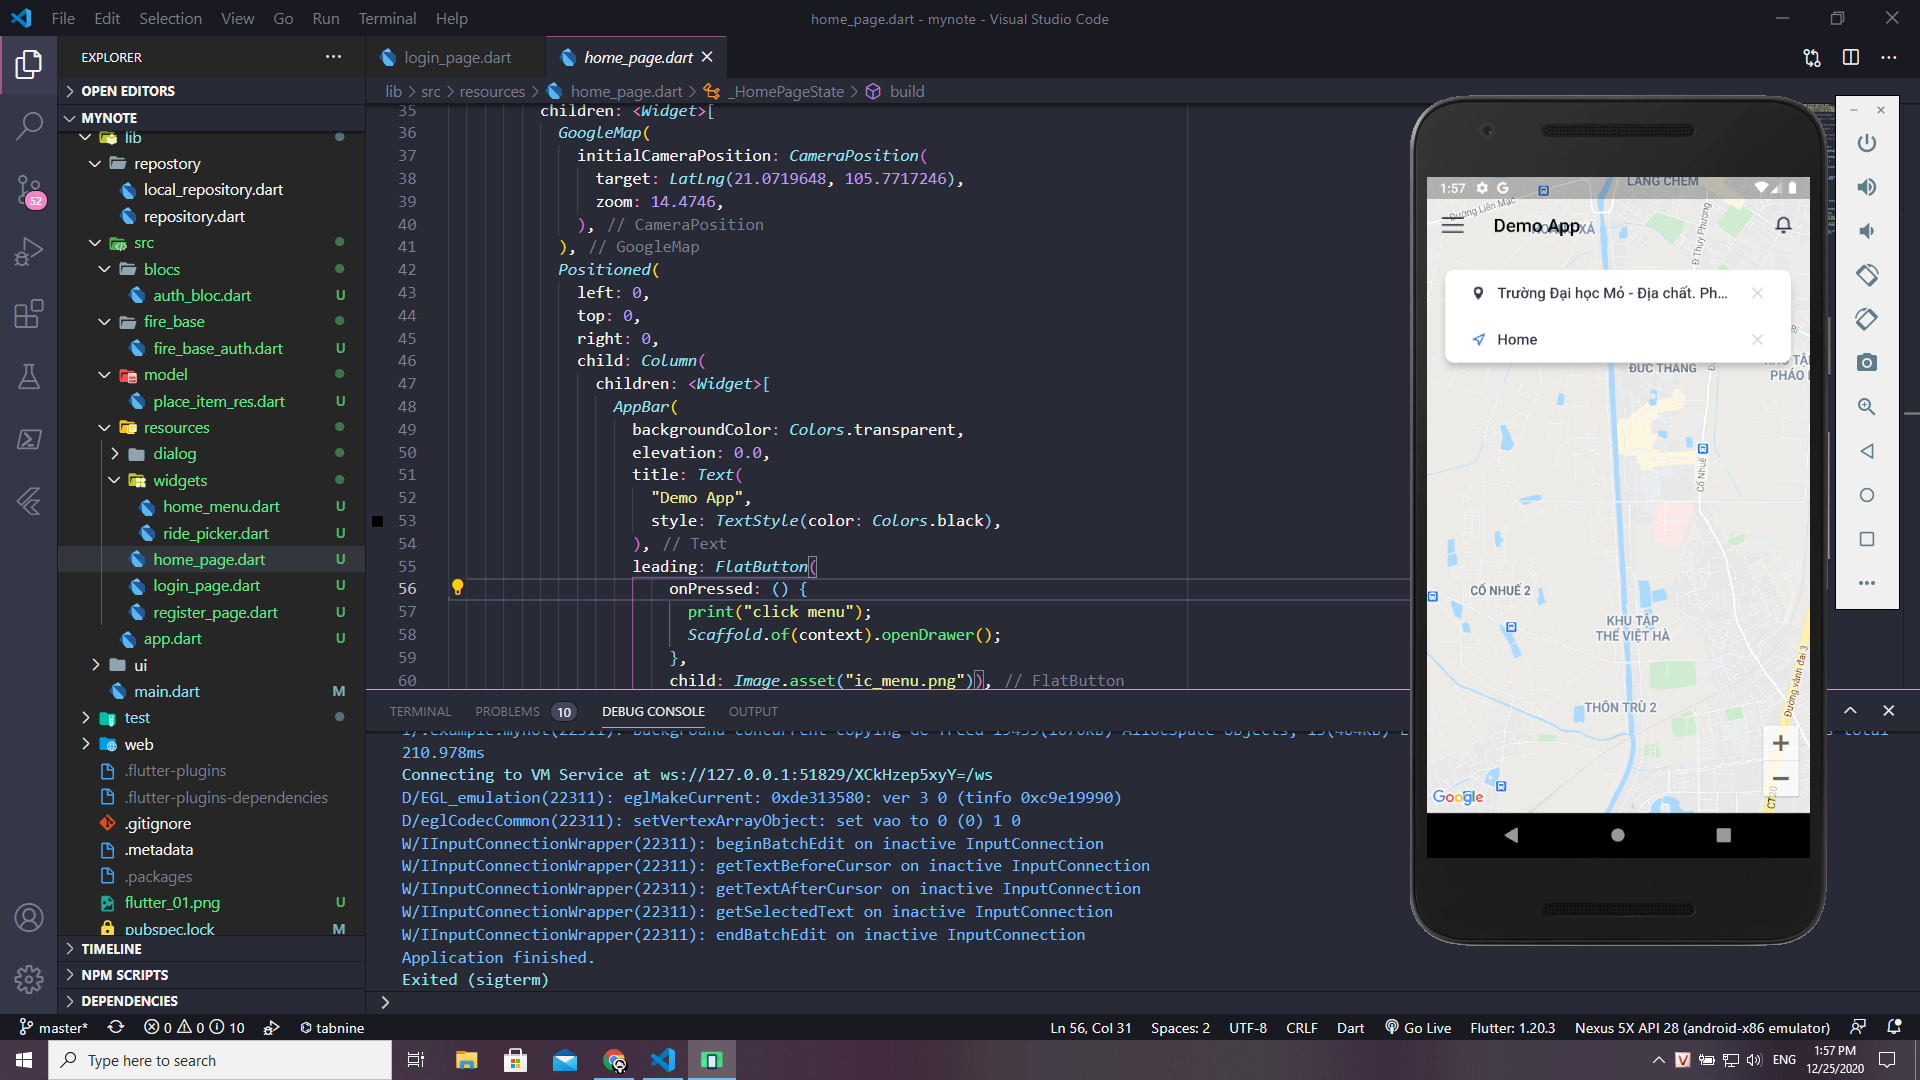 File Edit Selection View Go Run Terminal Help
home_page.dart - mynote - Visual Studio Code
EXPLORER
OPEN EDITORS
MYNOTE
lib
repostory
local_repository.dart
repository.dart
src
blocs
auth_bloc.dart U
fire_base
fire_base_auth.dart U
model
place_item_res.dart U
resources
dialog
widgets
home_menu.dart U
ride_picker.dart U
home_page.dart U
login_page.dart U
register_page.dart U
app.dart U
ui
main.dart M
test
web
.flutter-plugins
.flutter-plugins-dependencies
.gitignore
.metadata
.packages
flutter_01.png U
pubspec.lock M
TIMELINE
NPM SCRIPTS
DEPENDENCIES
52
login_page.dart
home_page.dart
lib > src > resources > home_page.dart > _HomePageState > build
35 children: <Widget>[
36 GoogleMap(
37 initialCameraPosition: CameraPosition(
38 target: LatLng(21.0719648, 105.7717246),
39 zoom: 14.4746,
40 ), // CameraPosition
41 ), // GoogleMap
42 Positioned(
43 left: 0,
44 top: 0,
45 right: 0,
46 child: Column(
47 children: <Widget>[
48 AppBar(
49 backgroundColor: Colors.transparent,
50 elevation: 0.0,
51 title: Text(
52 "Demo App",
53 style: TextStyle(color: Colors.black),
54 ), // Text
55 leading: FlatButton(
56 onPressed: () {
57 print("click menu");
58 Scaffold.of(context).openDrawer();
59 },
60 child: Image.asset("ic_menu.png")), // FlatButton
TERMINAL PROBLEMS 10 DEBUG CONSOLE OUTPUT
210.978ms
Connecting to VM Service at ws://127.0.0.1:51829/XCkHzep5xyY=/ws
D/EGL_emulation(22311): eglMakeCurrent: 0xde313580: ver 3 0 (tinfo 0xc9e19990)
D/eglCodecCommon(22311): setVertexArrayObject: set vao to 0 (0) 1 0
W/IInputConnectionWrapper(22311): beginBatchEdit on inactive InputConnection
W/IInputConnectionWrapper(22311): getTextBeforeCursor on inactive InputConnection
W/IInputConnectionWrapper(22311): getTextAfterCursor on inactive InputConnection
W/IInputConnectionWrapper(22311): getSelectedText on inactive InputConnection
W/IInputConnectionWrapper(22311): endBatchEdit on inactive InputConnection
Application finished.
Exited (sigterm)
1:57
LANG CHEM
Đường Liên Mạc
Demo App
Đ.Thụy Phương
Trường Đại học Mỏ - Địa chất. Ph...
Home
ĐỨC THẮNG
PHÁO
Cổ Nhuế
CỔ NHUẾ 2
KHU TẬP
THỂ VIỆT HÀ
THÔN TRÙ 2
Đường vành đai 3
CT20
Google
master* 0 0 10 tabnine
Ln 56, Col 31 Spaces: 2 UTF-8 CRLF Dart Go Live Flutter: 1.20.3 Nexus 5X API 28 (android-x86 emulator)
Type here to search
ENG
1:57 PM
12/25/2020